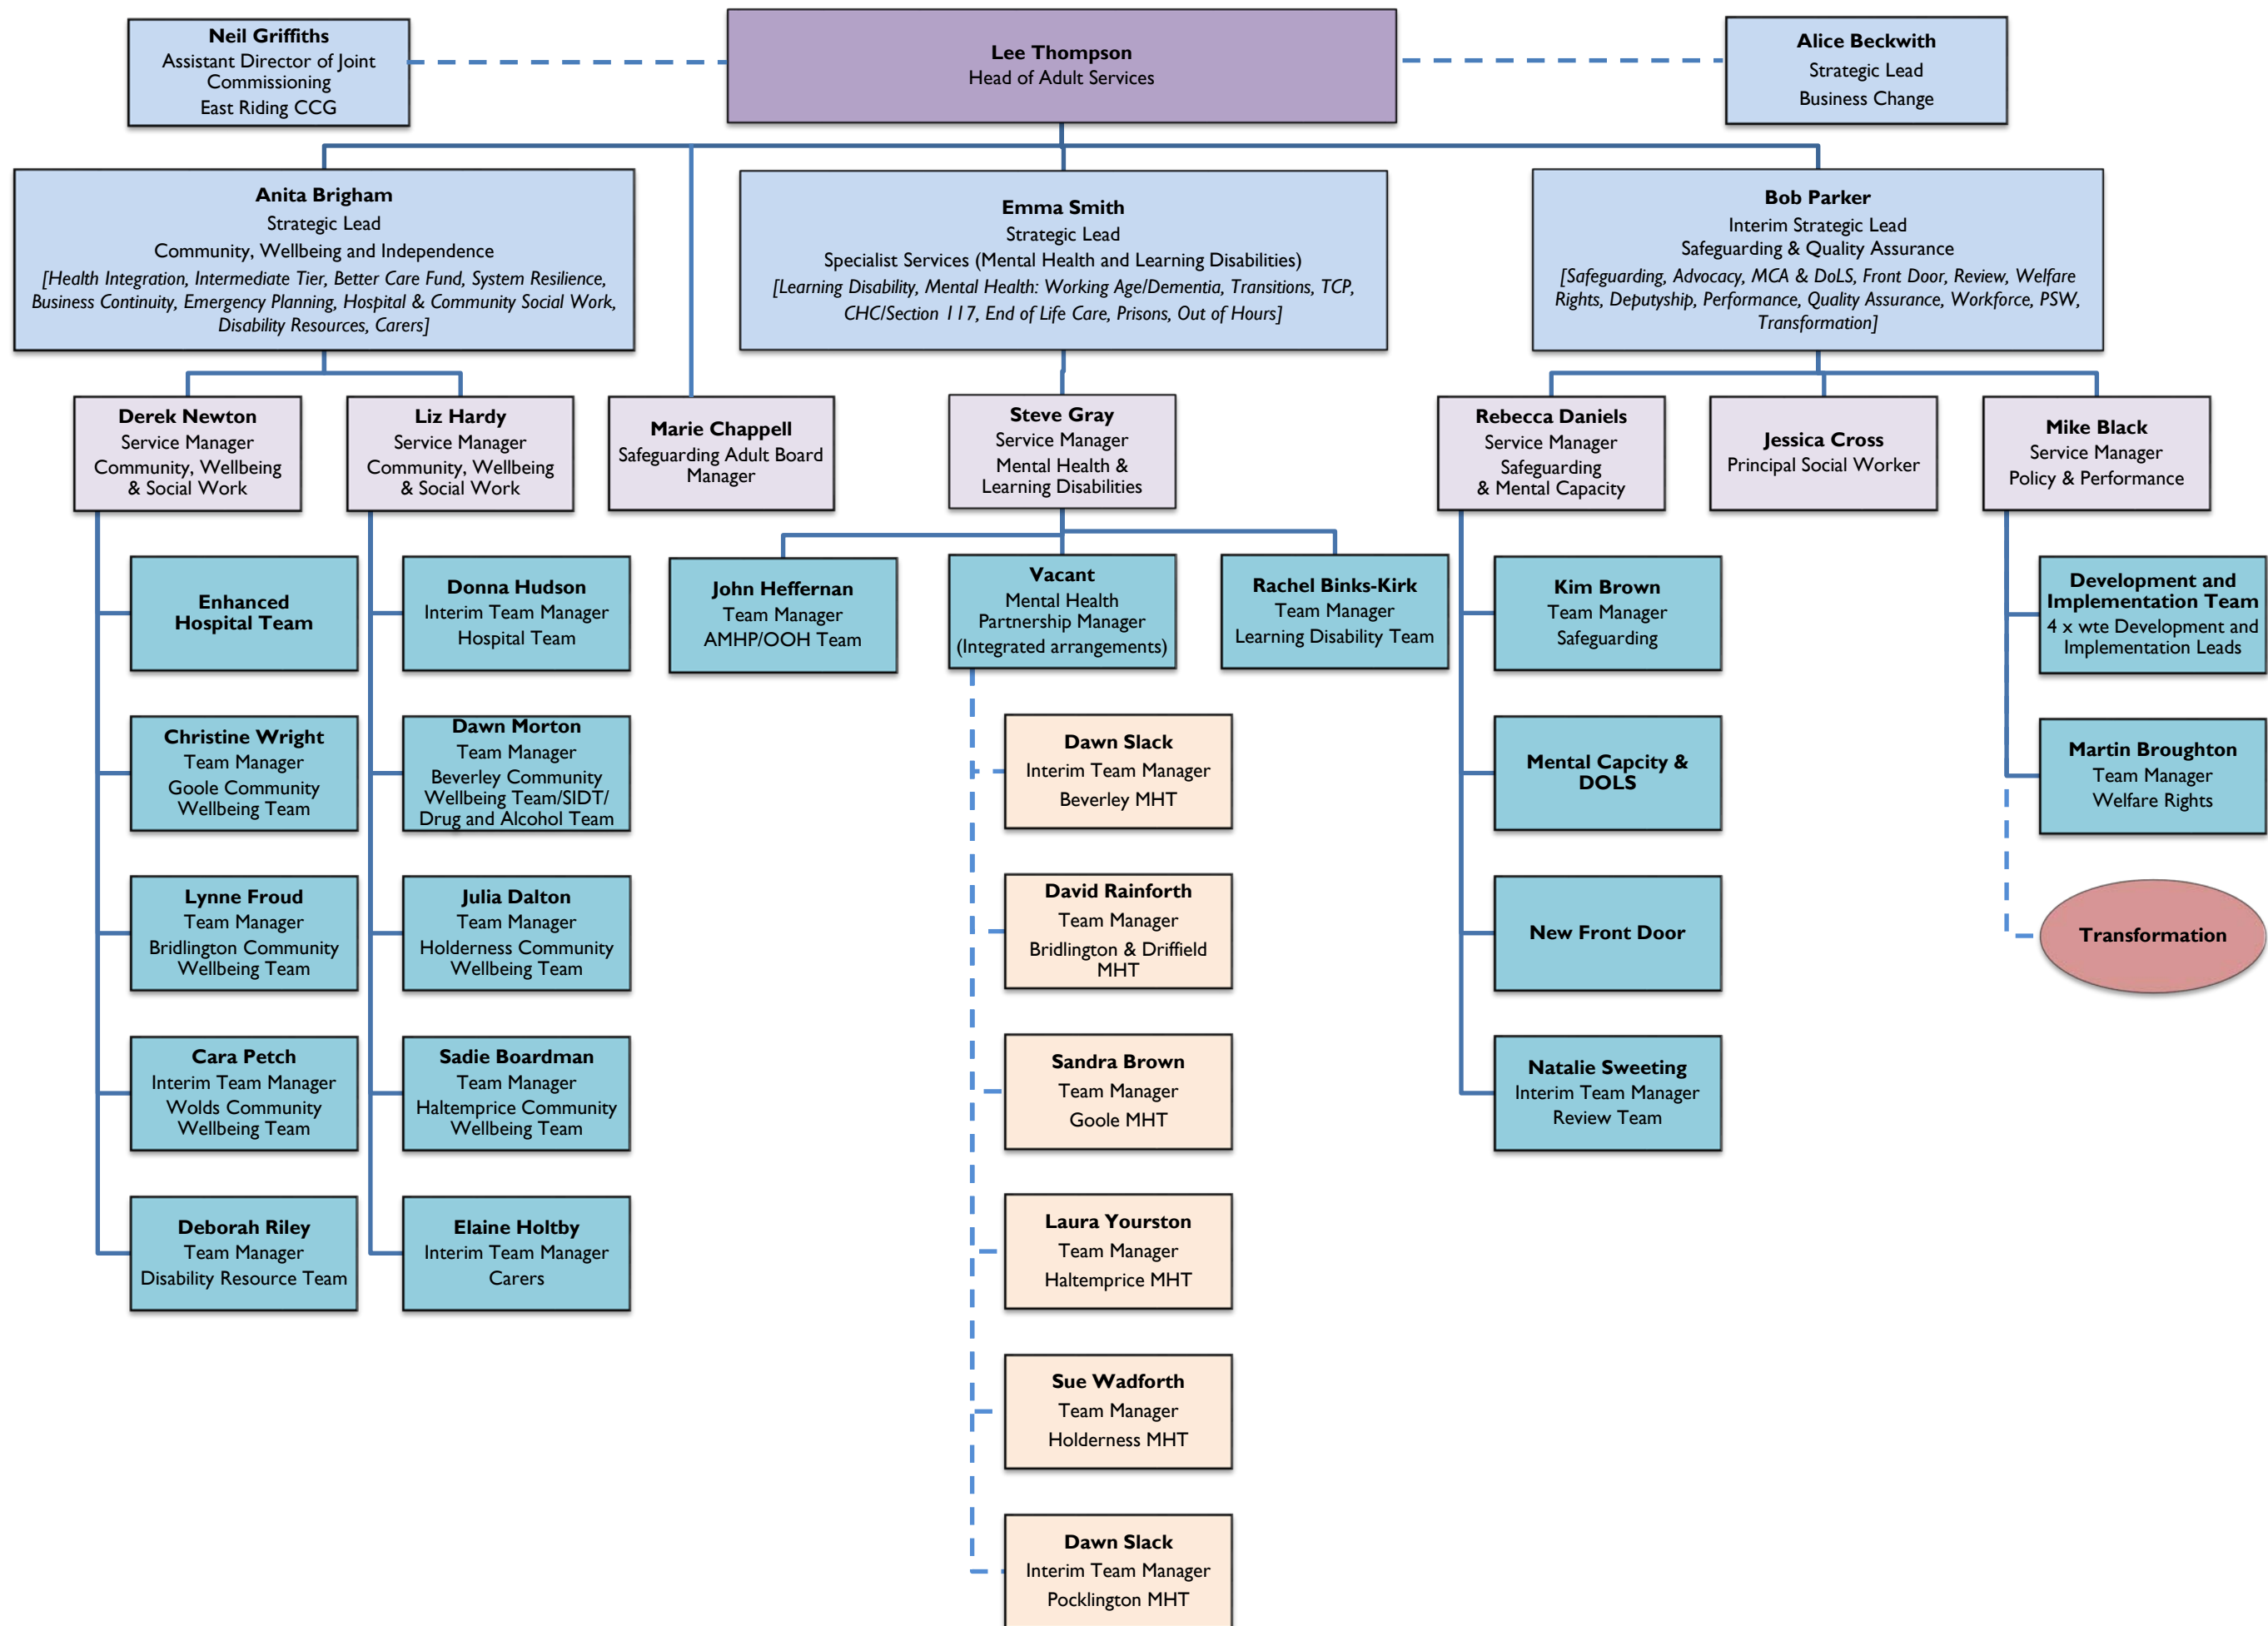 Neil Griffiths
Assistant Director of Joint
Commissioning
East Riding CCG
Lee Thompson
Head of Adult Services
Alice Beckwith
Strategic Lead
Business Change
Anita Brigham
Strategic Lead
Community, Wellbeing and Independence
[Health Integration, Intermediate Tier, Better Care Fund, System Resilience,
Business Continuity, Emergency Planning, Hospital & Community Social Work,
Disability Resources, Carers]
Emma Smith
Strategic Lead
Specialist Services (Mental Health and Learning Disabilities)
[Learning Disability, Mental Health: Working Age/Dementia, Transitions, TCP,
CHC/Section 117, End of Life Care, Prisons, Out of Hours]
Bob Parker
Interim Strategic Lead
Safeguarding & Quality Assurance
[Safeguarding, Advocacy, MCA & DoLS, Front Door, Review, Welfare
Rights, Deputyship, Performance, Quality Assurance, Workforce, PSW,
Transformation]
Derek Newton
Service Manager
Community, Wellbeing
& Social Work
Liz Hardy
Service Manager
Community, Wellbeing
& Social Work
Marie Chappell
Safeguarding Adult Board
Manager
Steve Gray
Service Manager
Mental Health &
Learning Disabilities
Rebecca Daniels
Service Manager
Safeguarding
& Mental Capacity
Jessica Cross
Principal Social Worker
Mike Black
Service Manager
Policy & Performance
Enhanced
Hospital Team
Christine Wright
Team Manager
Goole Community
Wellbeing Team
Lynne Froud
Team Manager
Bridlington Community
Wellbeing Team
Cara Petch
Interim Team Manager
Wolds Community
Wellbeing Team
Deborah Riley
Team Manager
Disability Resource Team
Donna Hudson
Interim Team Manager
Hospital Team
Dawn Morton
Team Manager
Beverley Community
Wellbeing Team/SIDT/
Drug and Alcohol Team
Julia Dalton
Team Manager
Holderness Community
Wellbeing Team
Sadie Boardman
Team Manager
Haltemprice Community
Wellbeing Team
Elaine Holtby
Interim Team Manager
Carers
John Heffernan
Team Manager
AMHP/OOH Team
Vacant
Mental Health
Partnership Manager
(Integrated arrangements)
Rachel Binks-Kirk
Team Manager
Learning Disability Team
Dawn Slack
Interim Team Manager
Beverley MHT
David Rainforth
Team Manager
Bridlington & Driffield
MHT
Sandra Brown
Team Manager
Goole MHT
Laura Yourston
Team Manager
Haltemprice MHT
Sue Wadforth
Team Manager
Holderness MHT
Dawn Slack
Interim Team Manager
Pocklington MHT
Kim Brown
Team Manager
Safeguarding
Mental Capcity &
DOLS
New Front Door
Natalie Sweeting
Interim Team Manager
Review Team
Development and
Implementation Team
4 x wte Development and
Implementation Leads
Martin Broughton
Team Manager
Welfare Rights
Transformation